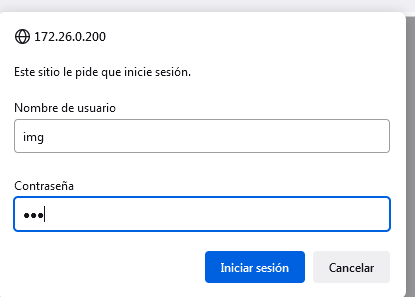 172.26.0.200
Este sitio le pide que inicie sesión.
Nombre de usuario
img
Contraseña
●●●
Iniciar sesión Cancelar